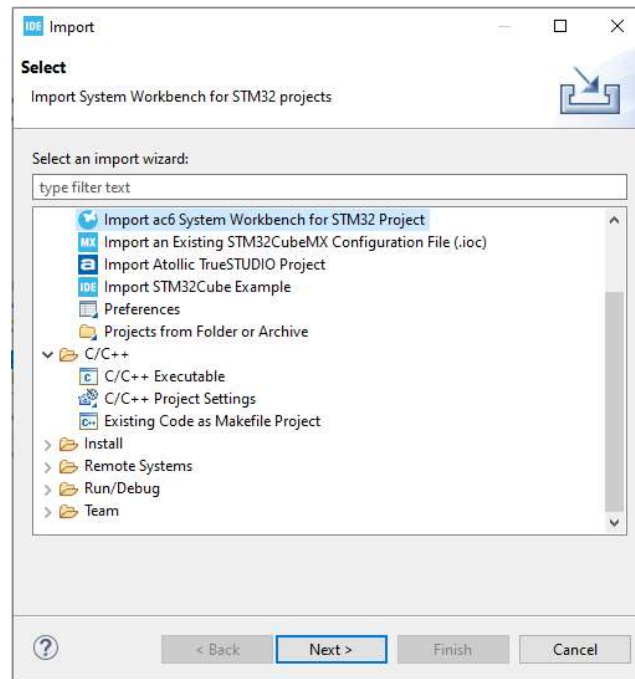 IDE Import
Select
Import System Workbench for STM32 projects
Select an import wizard:
type filter text
Import ac6 System Workbench for STM32 Project
MX Import an Existing STM32CubeMX Configuration File (.ioc)
a Import Atollic TrueSTUDIO Project
IDE Import STM32Cube Example
Preferences
Projects from Folder or Archive
C/C++
c C/C++ Executable
C/C++ Project Settings
C++ Existing Code as Makefile Project
Install
Remote Systems
Run/Debug
Team
? < Back Next > Finish Cancel